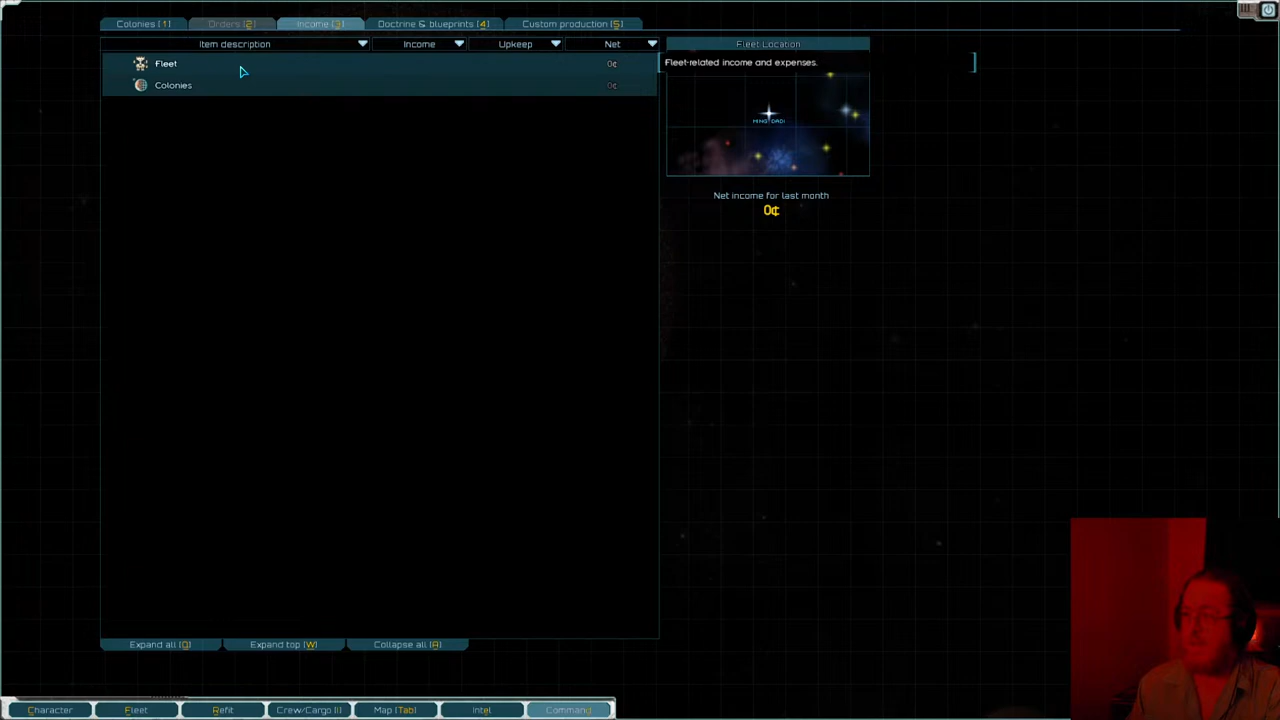 Colonies [1] Orders [2] Income [3] Doctrine & blueprints [4] Custom production [5]
Item description Income Upkeep Net
Fleet 0¢
Colonies 0¢
Fleet Location
Fleet-related income and expenses.
MING DADI
Net income for last month
0¢
Expand all [Q] Expand top [W] Collapse all [A]
Character Fleet Refit Crew/Cargo [I] Map [Tab] Intel Command